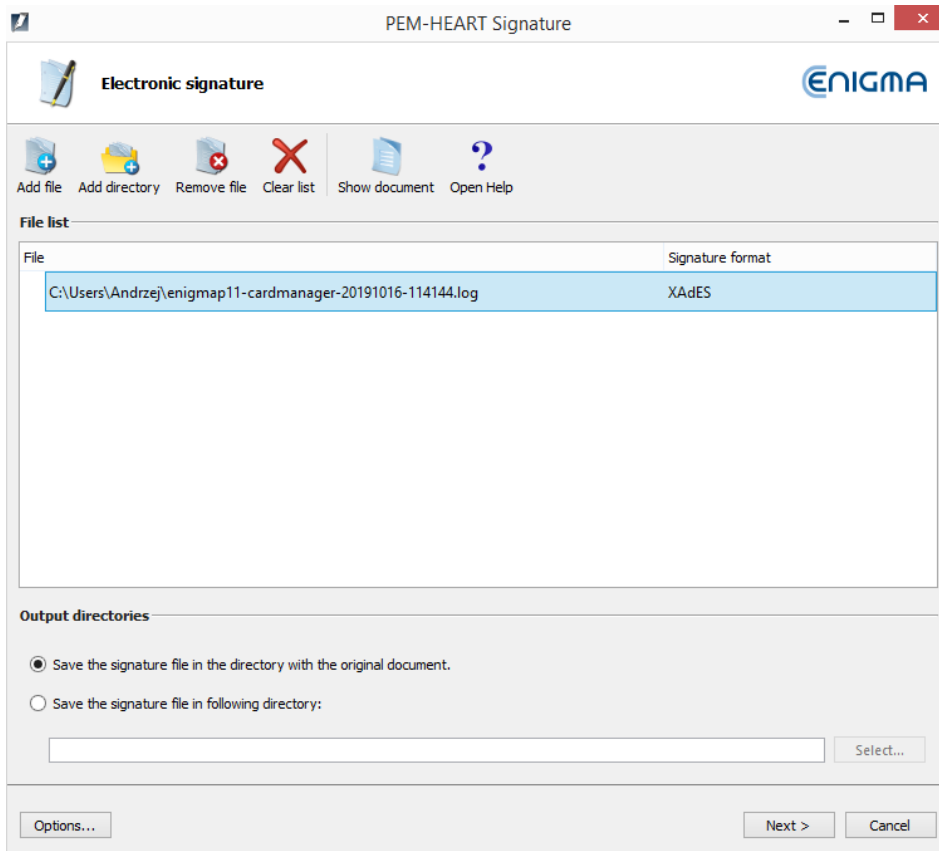 PEM-HEART Signature
Electronic signature
ENIGMA
Add file Add directory Remove file Clear list Show document Open Help
File list
File Signature format
C:\Users\Andrzej\enigmap11-cardmanager-20191016-114144.log XAdES
Output directories
Save the signature file in the directory with the original document.
Save the signature file in following directory:
Select...
Options... Next > Cancel